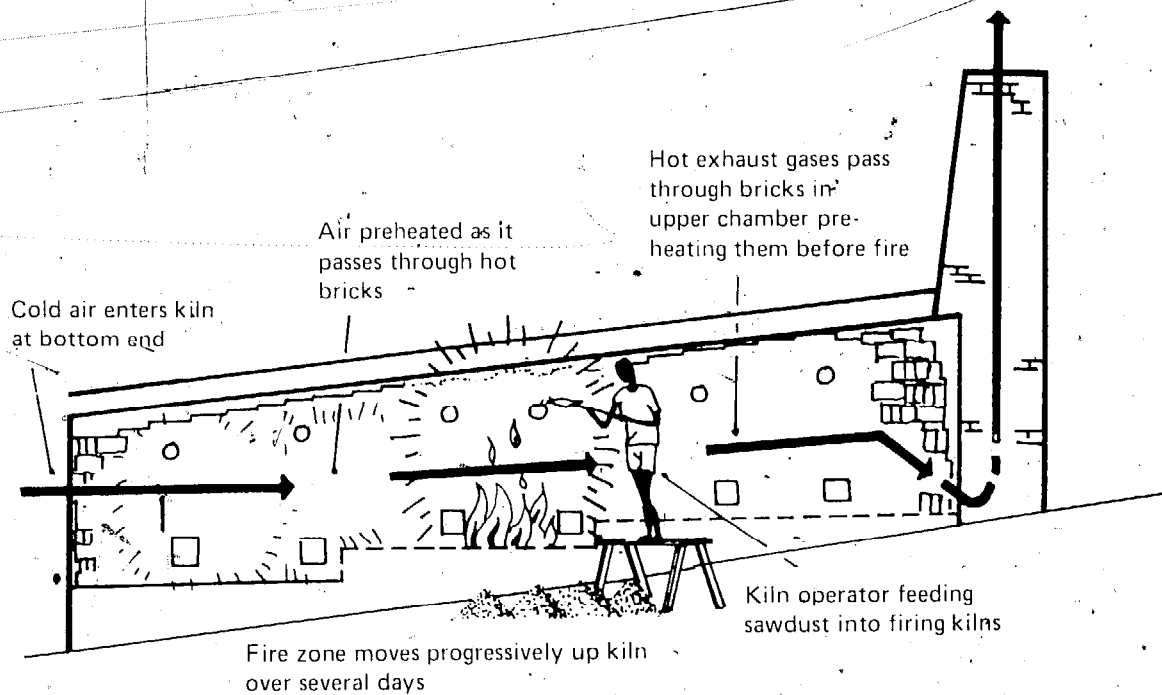 Hot exhaust gases pass
through bricks in
upper chamber pre-
heating them before fire
Air preheated as it
passes through hot
bricks
Cold air enters kiln
at bottom end
Kiln operator feeding
sawdust into firing kilns
Fire zone moves progressively up kiln
over several days